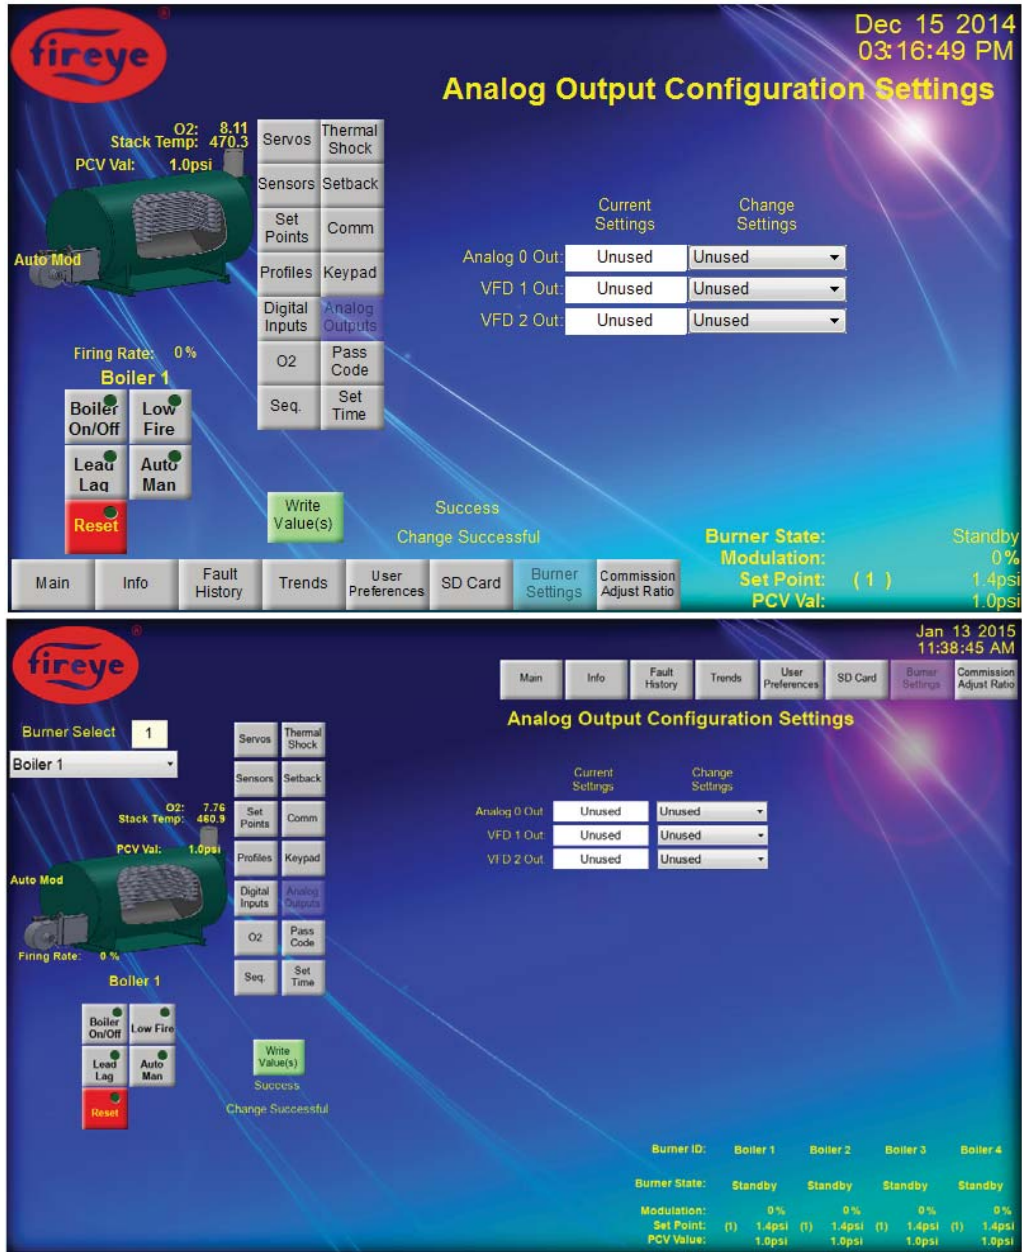 fireye
®
Dec 15 2014
03:16:49 PM
Analog Output Configuration Settings
O2: 8.11
Stack Temp: 470.3
PCV Val: 1.0psi
Auto Mod
Firing Rate: 0 %
Boiler 1
Servos
Thermal Shock
Sensors
Setback
Set Points
Comm
Profiles
Keypad
Digital Inputs
Analog Outputs
O2
Pass Code
Seq.
Set Time
Current Settings
Change Settings
Analog 0 Out: Unused Unused
VFD 1 Out: Unused Unused
VFD 2 Out: Unused Unused
Boiler On/Off
Low Fire
Lead Lag
Auto Man
Reset
Write Value(s)
Success
Change Successful
Burner State: Standby
Modulation: 0 %
Set Point: ( 1 ) 1.4psi
PCV Val: 1.0psi
Main
Info
Fault History
Trends
User Preferences
SD Card
Burner Settings
Commission Adjust Ratio
fireye
®
Jan 13 2015
11:38:45 AM
Main
Info
Fault History
Trends
User Preferences
SD Card
Burner Settings
Commission Adjust Ratio
Analog Output Configuration Settings
Burner Select 1
Boiler 1
O2: 7.76
Stack Temp: 460.9
PCV Val: 1.0psi
Auto Mod
Firing Rate: 0 %
Boiler 1
Servos
Thermal Shock
Sensors
Setback
Set Points
Comm
Profiles
Keypad
Digital Inputs
Analog Outputs
O2
Pass Code
Seq.
Set Time
Current Settings
Change Settings
Analog 0 Out Unused Unused
VFD 1 Out: Unused Unused
VFD 2 Out Unused Unused
Boiler On/Off
Low Fire
Lead Lag
Auto Man
Reset
Write Value(s)
Success
Change Successful
Burner ID: Boiler 1 Boiler 2 Boiler 3 Boiler 4
Burner State: Standby Standby Standby Standby
Modulation: 0 % 0 % 0 % 0 %
Set Point: (1) 1.4psi (1) 1.4psi (1) 1.4psi (1) 1.4psi
PCV Value: 1.0psi 1.0psi 1.0psi 1.0psi